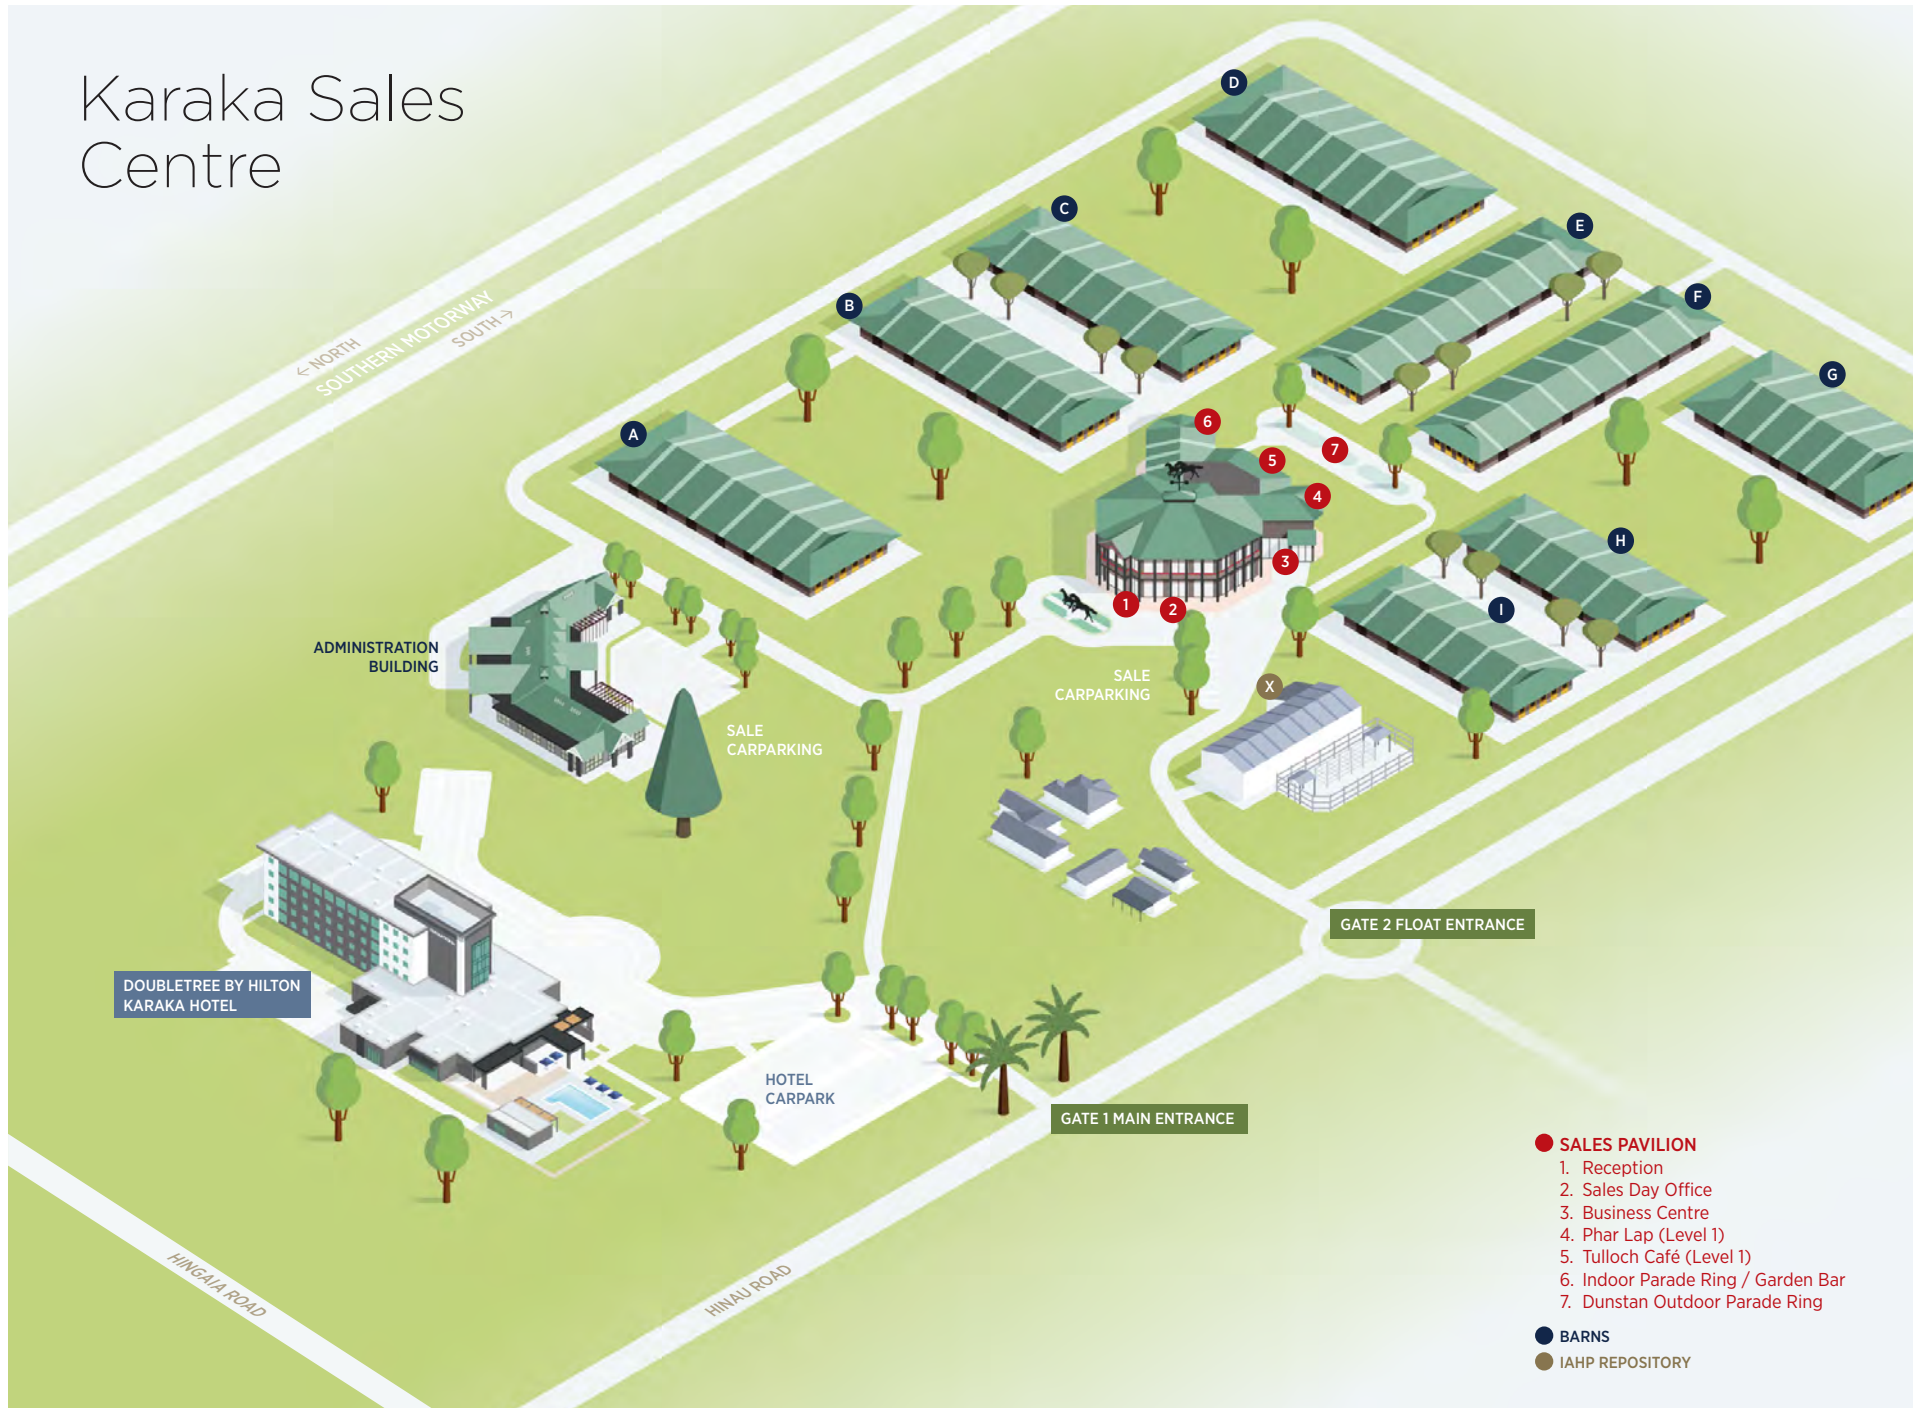 Karaka Sales
Centre
D
C
E
B
F
G
← NORTH
SOUTHERN MOTORWAY
SOUTH →
A
6
5
7
4
H
3
1
2
I
ADMINISTRATION
BUILDING
SALE
CARPARKING
X
SALE
CARPARKING
GATE 2 FLOAT ENTRANCE
DOUBLETREE BY HILTON
KARAKA HOTEL
HOTEL
CARPARK
GATE 1 MAIN ENTRANCE
HINGAIA ROAD
HINAU ROAD
SALES PAVILION
1. Reception
2. Sales Day Office
3. Business Centre
4. Phar Lap (Level 1)
5. Tulloch Café (Level 1)
6. Indoor Parade Ring / Garden Bar
7. Dunstan Outdoor Parade Ring
BARNS
IAHP REPOSITORY